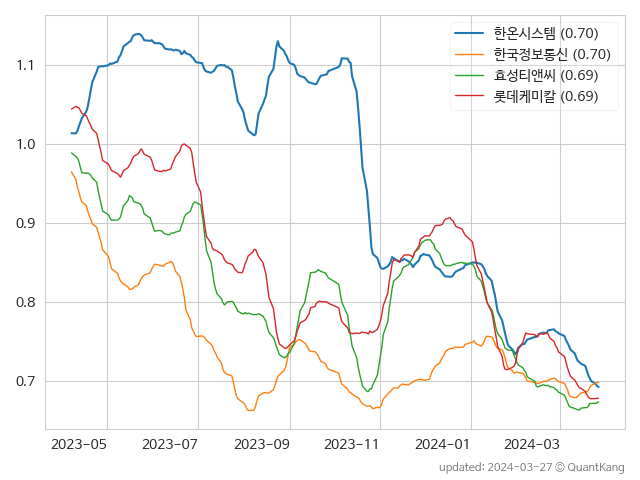 한온시스템 (0.70)
한국정보통신 (0.70)
효성티앤씨 (0.69)
롯데케미칼 (0.69)
1.1
1.0
0.9
0.8
0.7
2023-05 2023-07 2023-09 2023-11 2024-01 2024-03
updated: 2024-03-27 © QuantKang